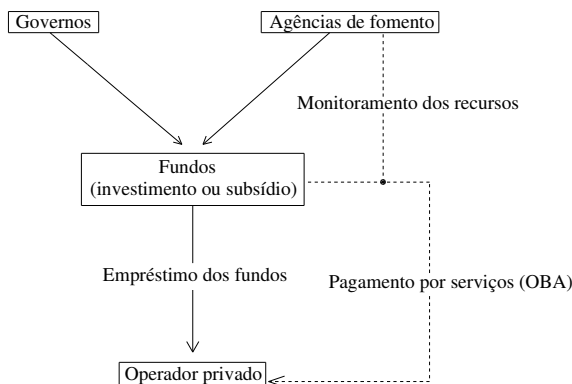 Governos
Agências de fomento
Monitoramento dos recursos
Fundos
(investimento ou subsídio)
Empréstimo dos fundos
Pagamento por serviços (OBA)
Operador privado